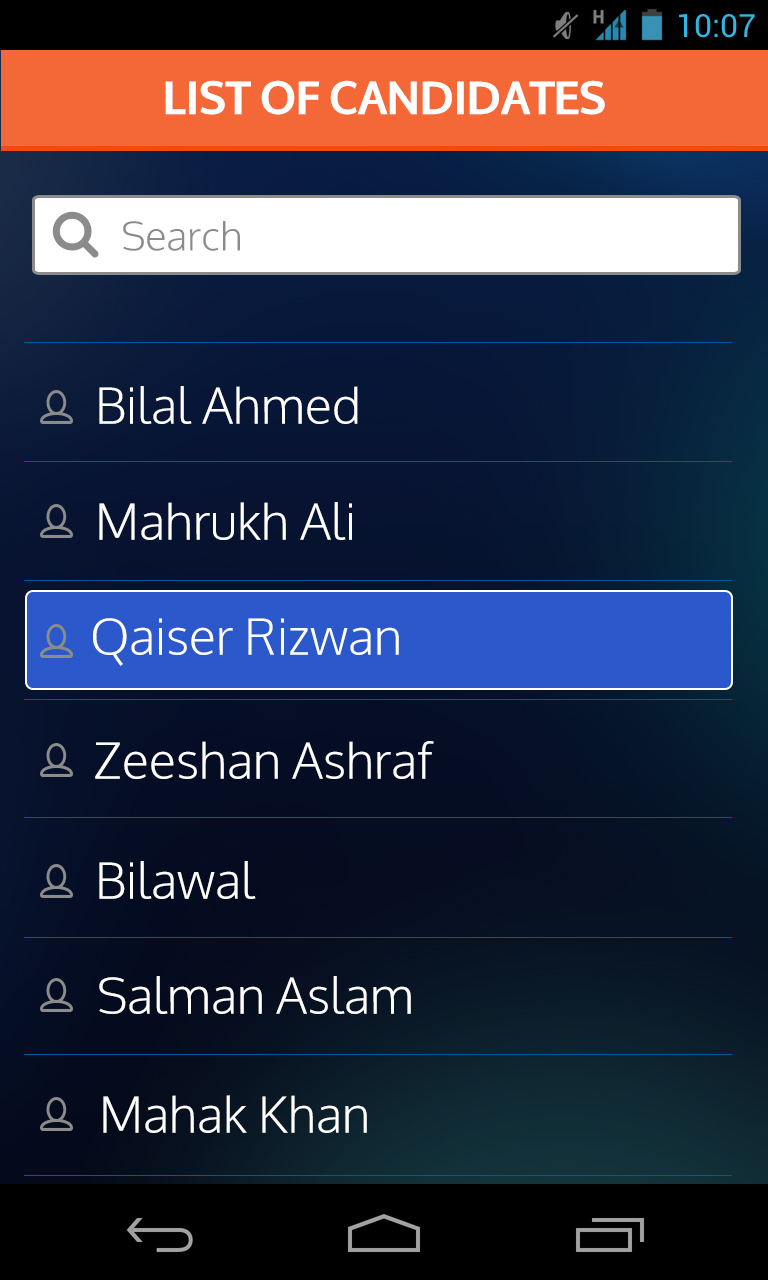 H 10:07
LIST OF CANDIDATES
Search
Bilal Ahmed
Mahrukh Ali
Qaiser Rizwan
Zeeshan Ashraf
Bilawal
Salman Aslam
Mahak Khan